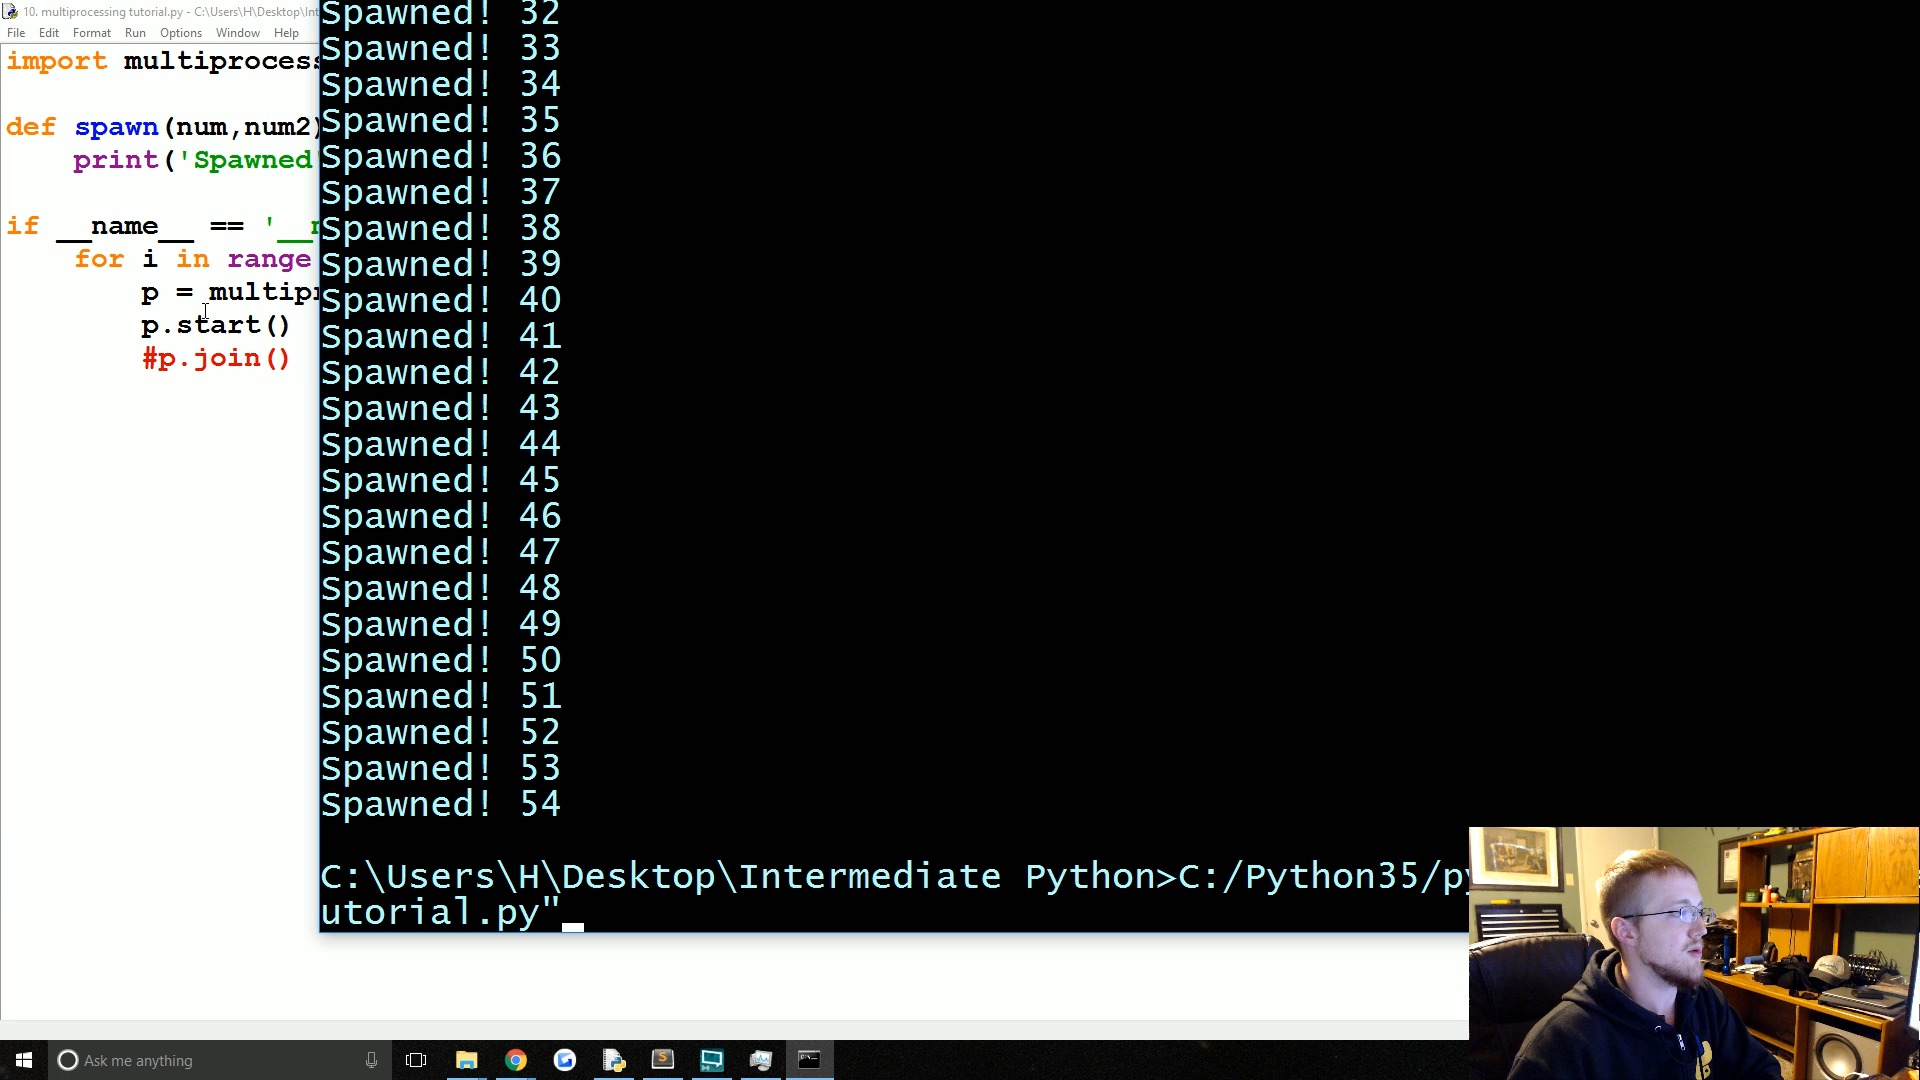 10. multiprocessing tutorial.py - C:\Users\H\Desktop\Int
File Edit Format Run Options Window Help
import multiprocess
def spawn(num,num2)
print('Spawned
if __name__ == '__
for i in range
p = multip
p.start()
#p.join()
Spawned! 32
Spawned! 33
Spawned! 34
Spawned! 35
Spawned! 36
Spawned! 37
Spawned! 38
Spawned! 39
Spawned! 40
Spawned! 41
Spawned! 42
Spawned! 43
Spawned! 44
Spawned! 45
Spawned! 46
Spawned! 47
Spawned! 48
Spawned! 49
Spawned! 50
Spawned! 51
Spawned! 52
Spawned! 53
Spawned! 54
C:\Users\H\Desktop\Intermediate Python>C:/Python35/py
utorial.py"
Ask me anything